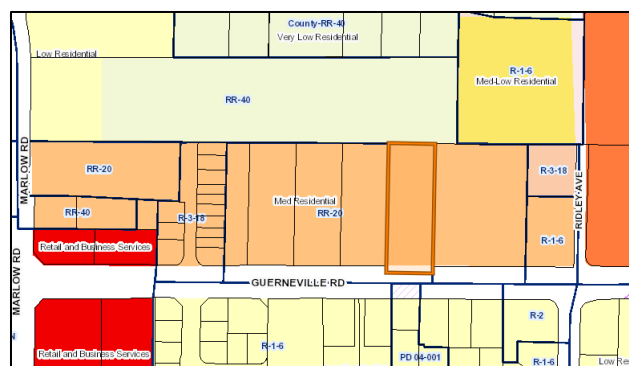 County-RR-40
Very Low Residential
Low Residential
R-1-6
Med-Low Residential
RR-40
MARLOW RD
RR-20
R-3-18
RIDLEY AVE
Med Residential
RR-40
R-3-18
RR-20
Retail and Business Services
R-1-6
MARLOW RD
GUERNEVILLE RD
R-2
N
R-1-6
Retail and Business Services
PD 04-001
R-1-6
Low Res